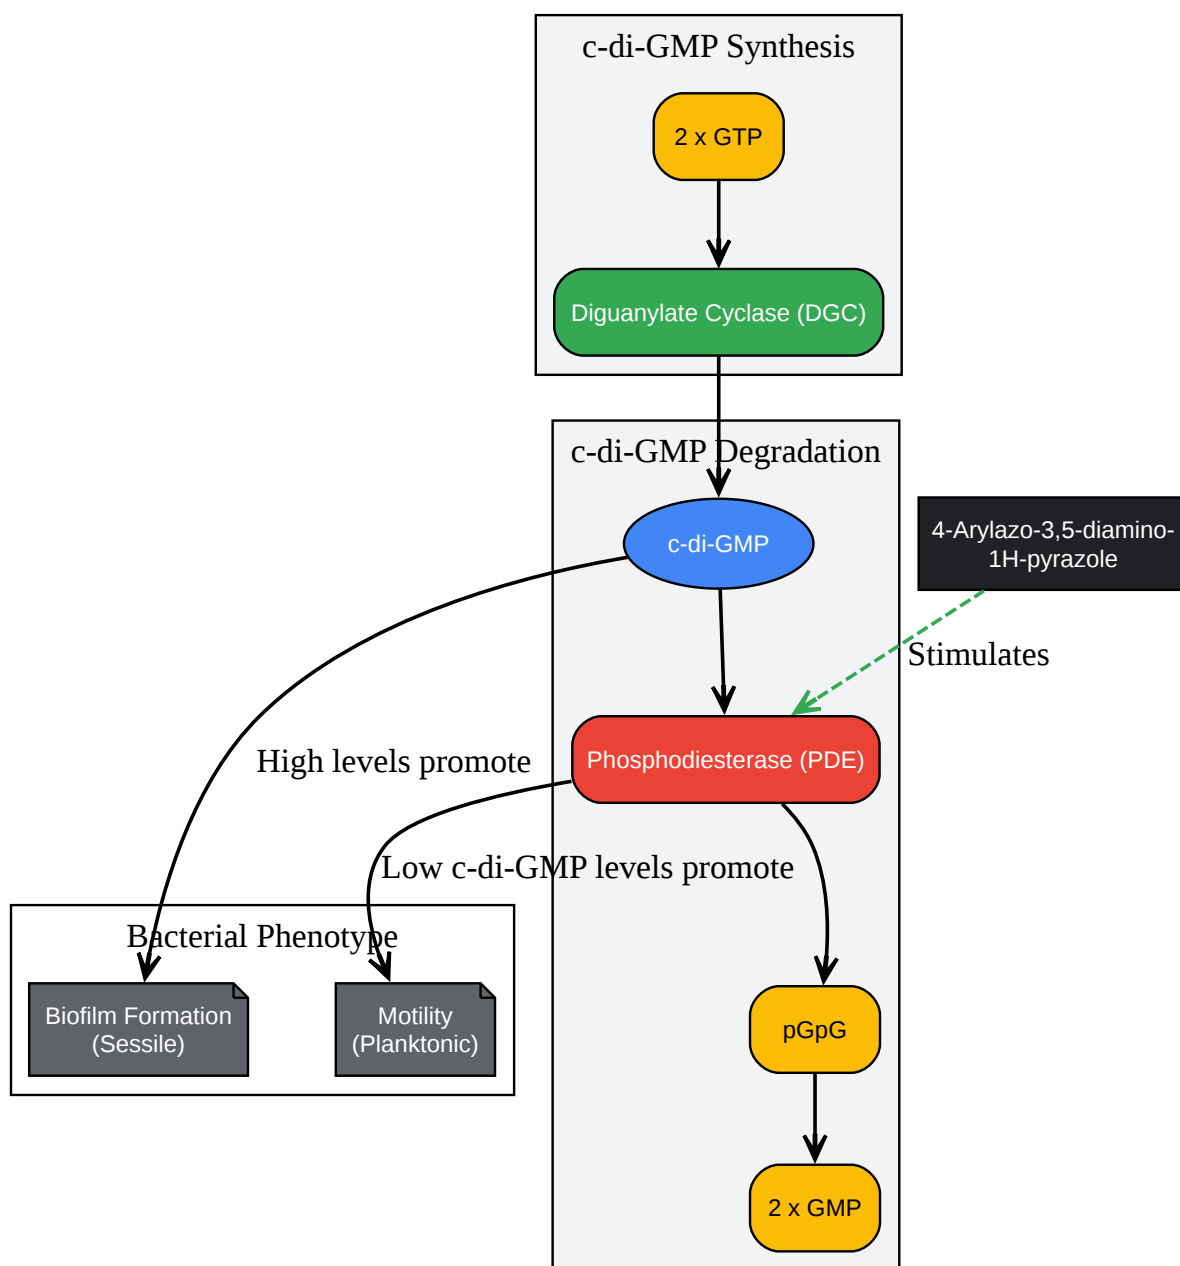 c-di-GMP Synthesis
2 x GTP
Diguanylate Cyclase (DGC)
c-di-GMP Degradation
c-di-GMP
4-Arylazo-3,5-diamino-
1H-pyrazole
Stimulates
Phosphodiesterase (PDE)
High levels promote
Low c-di-GMP levels promote
Bacterial Phenotype
Biofilm Formation
(Sessile)
Motility
(Planktonic)
pGpG
2 x GMP